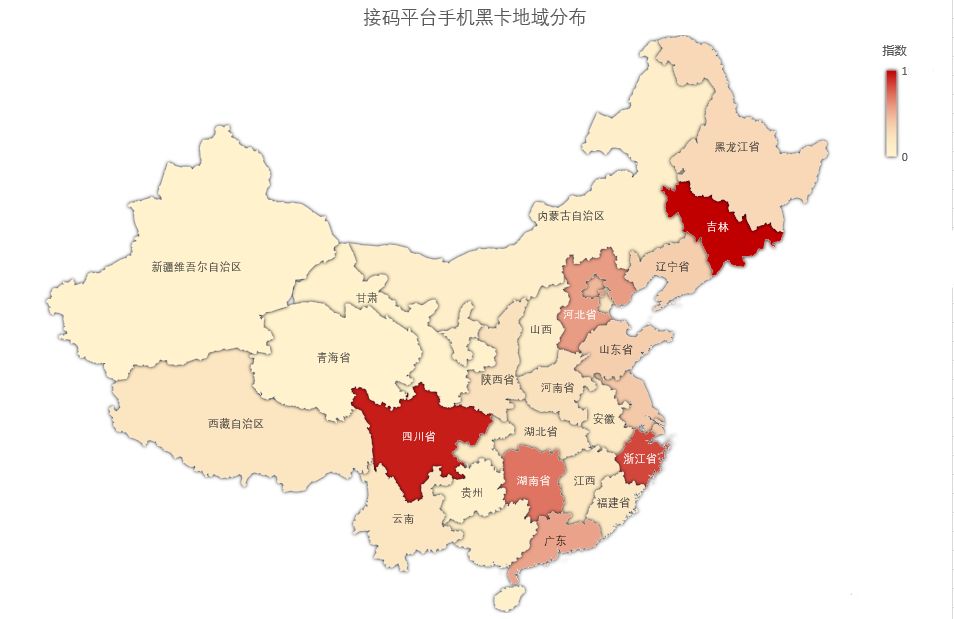 接码平台手机黑卡地域分布
指数
1
0
黑龙江省
内蒙古自治区
吉林
新疆维吾尔自治区
辽宁省
甘肃
河北省
山西
山东省
青海省
陕西省
河南省
西藏自治区
安徽
四川省
湖北省
浙江省
湖南省
江西
贵州
福建省
云南
广东